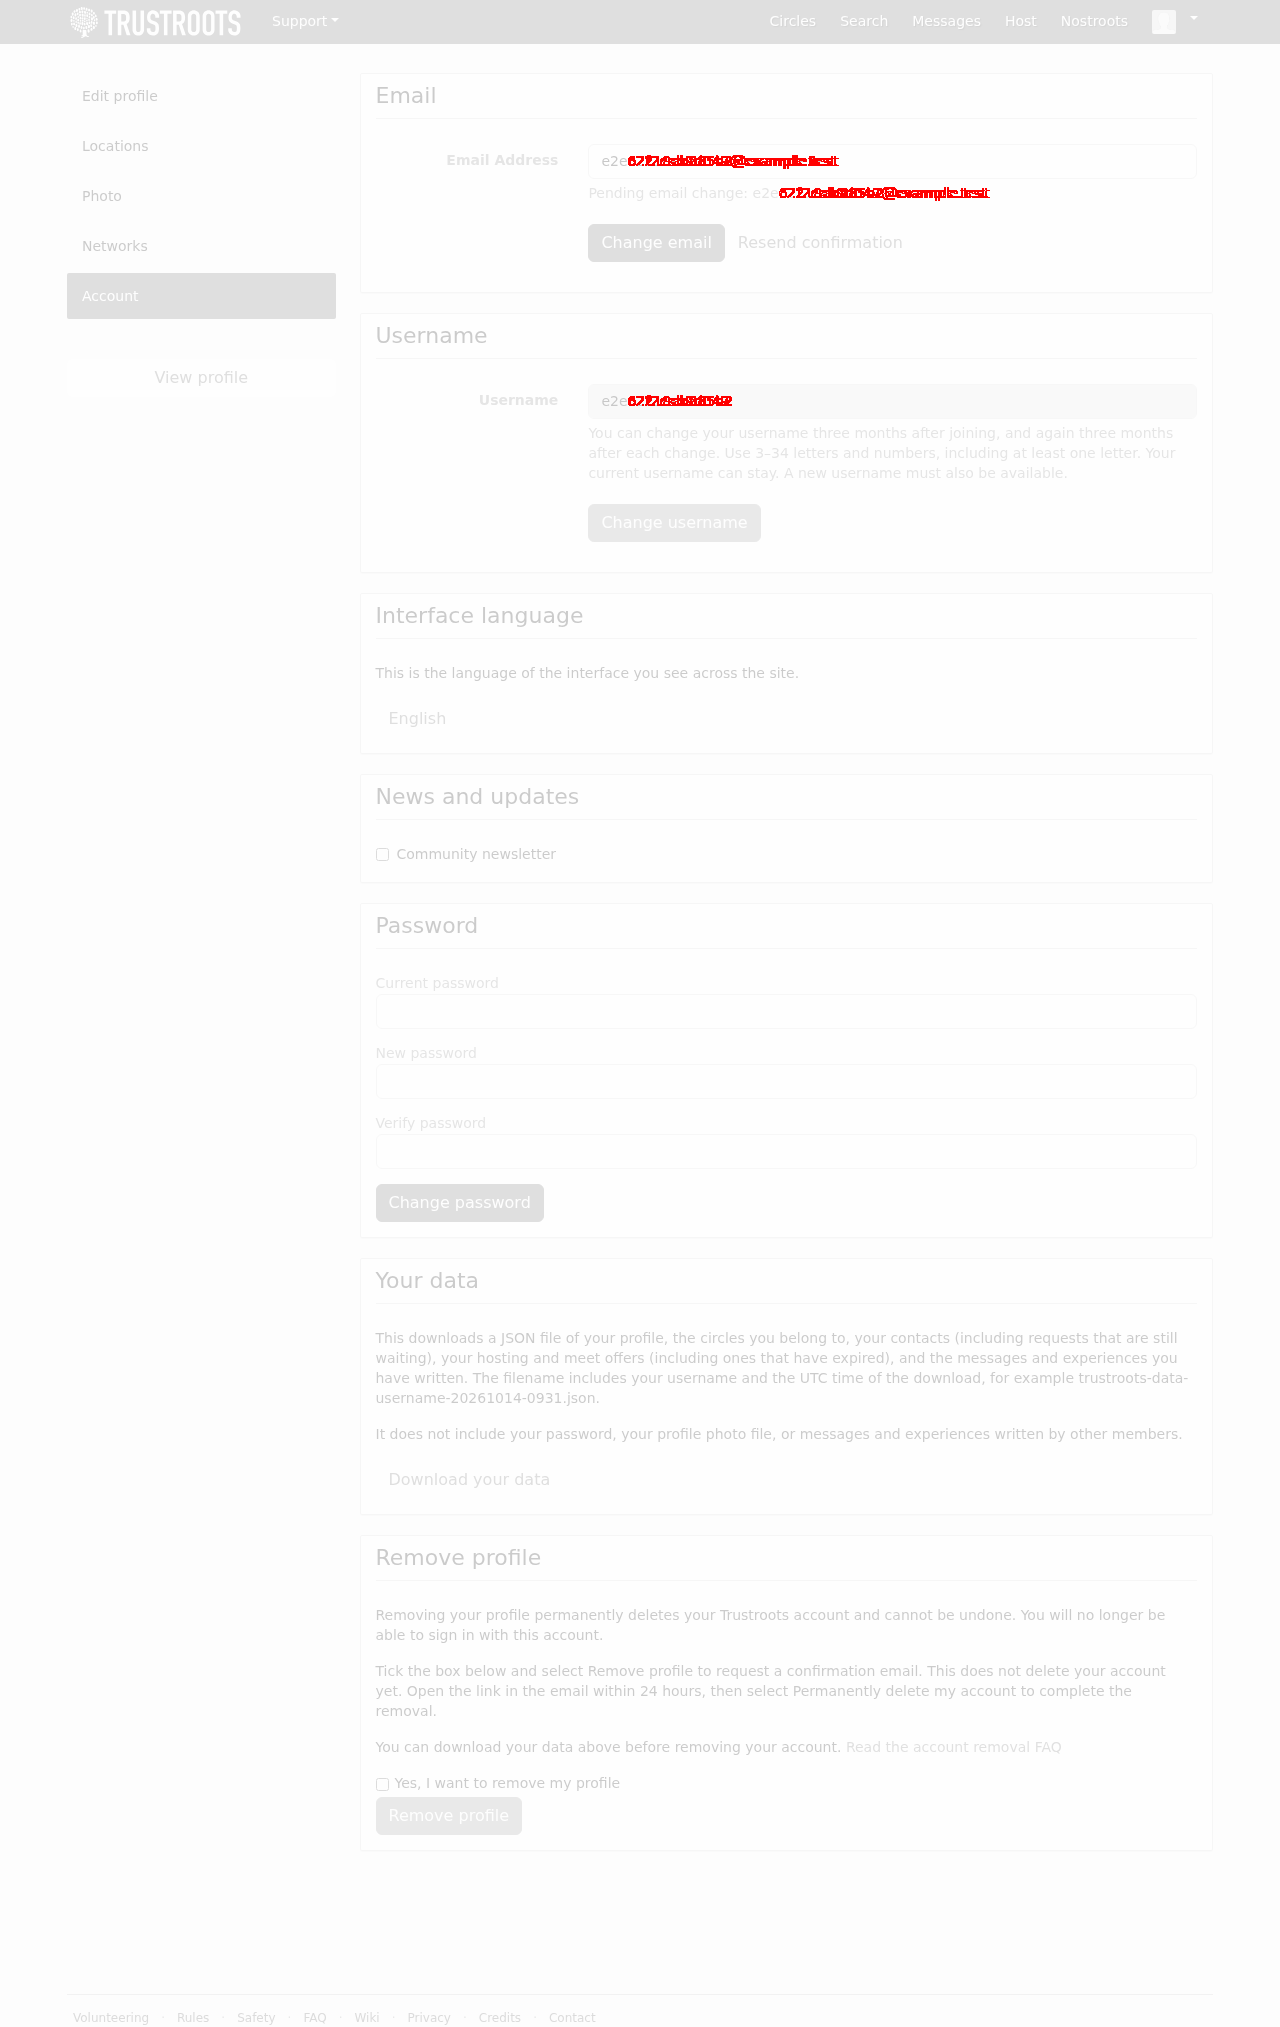 TRUSTROOTS Support Circles Search Messages Host Nostroots
Edit profile
Locations
Photo
Networks
Account
View profile
Email
Email Address
Pending email change:
Change email Resend confirmation
Username
Username
You can change your username three months after joining, and again three months
after each change. Use 3–34 letters and numbers, including at least one letter. Your
current username can stay. A new username must also be available.
Change username
Interface language
This is the language of the interface you see across the site.
English
News and updates
Community newsletter
Password
Current password
New password
Verify password
Change password
Your data
This downloads a JSON file of your profile, the circles you belong to, your contacts (including requests that are still
waiting), your hosting and meet offers (including ones that have expired), and the messages and experiences you
have written. The filename includes your username and the UTC time of the download, for example trustroots-data-
username-20261014-0931.json.
It does not include your password, your profile photo file, or messages and experiences written by other members.
Download your data
Remove profile
Removing your profile permanently deletes your Trustroots account and cannot be undone. You will no longer be
able to sign in with this account.
Tick the box below and select Remove profile to request a confirmation email. This does not delete your account
yet. Open the link in the email within 24 hours, then select Permanently delete my account to complete the
removal.
You can download your data above before removing your account. Read the account removal FAQ
Yes, I want to remove my profile
Remove profile
Volunteering · Rules · Safety · FAQ · Wiki · Privacy · Credits · Contact